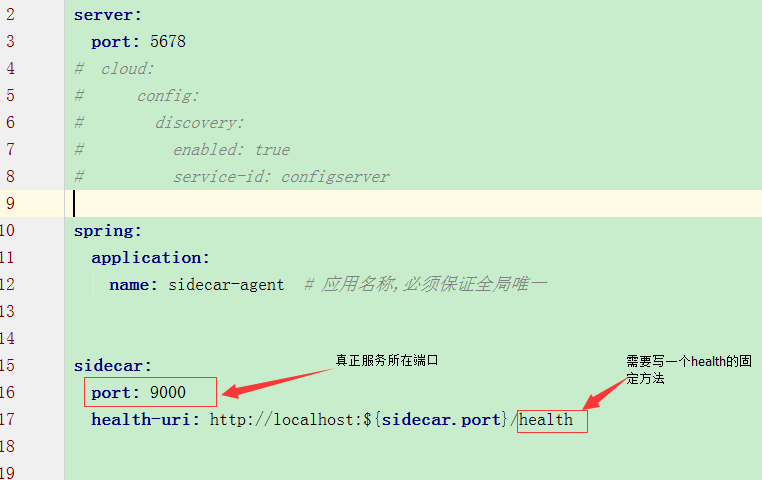 2 server:
3 port: 5678
4 # cloud:
5 # config:
6 # discovery:
7 # enabled: true
8 # service-id: configserver
9
10 spring:
11 application:
12 name: sidecar-agent # 应用名称,必须保证全局唯一
13
14
真正服务所在端口
需要写一个health的固
定方法
15 sidecar:
16 port: 9000
17 health-uri: http://localhost:${sidecar.port}/health
18
19